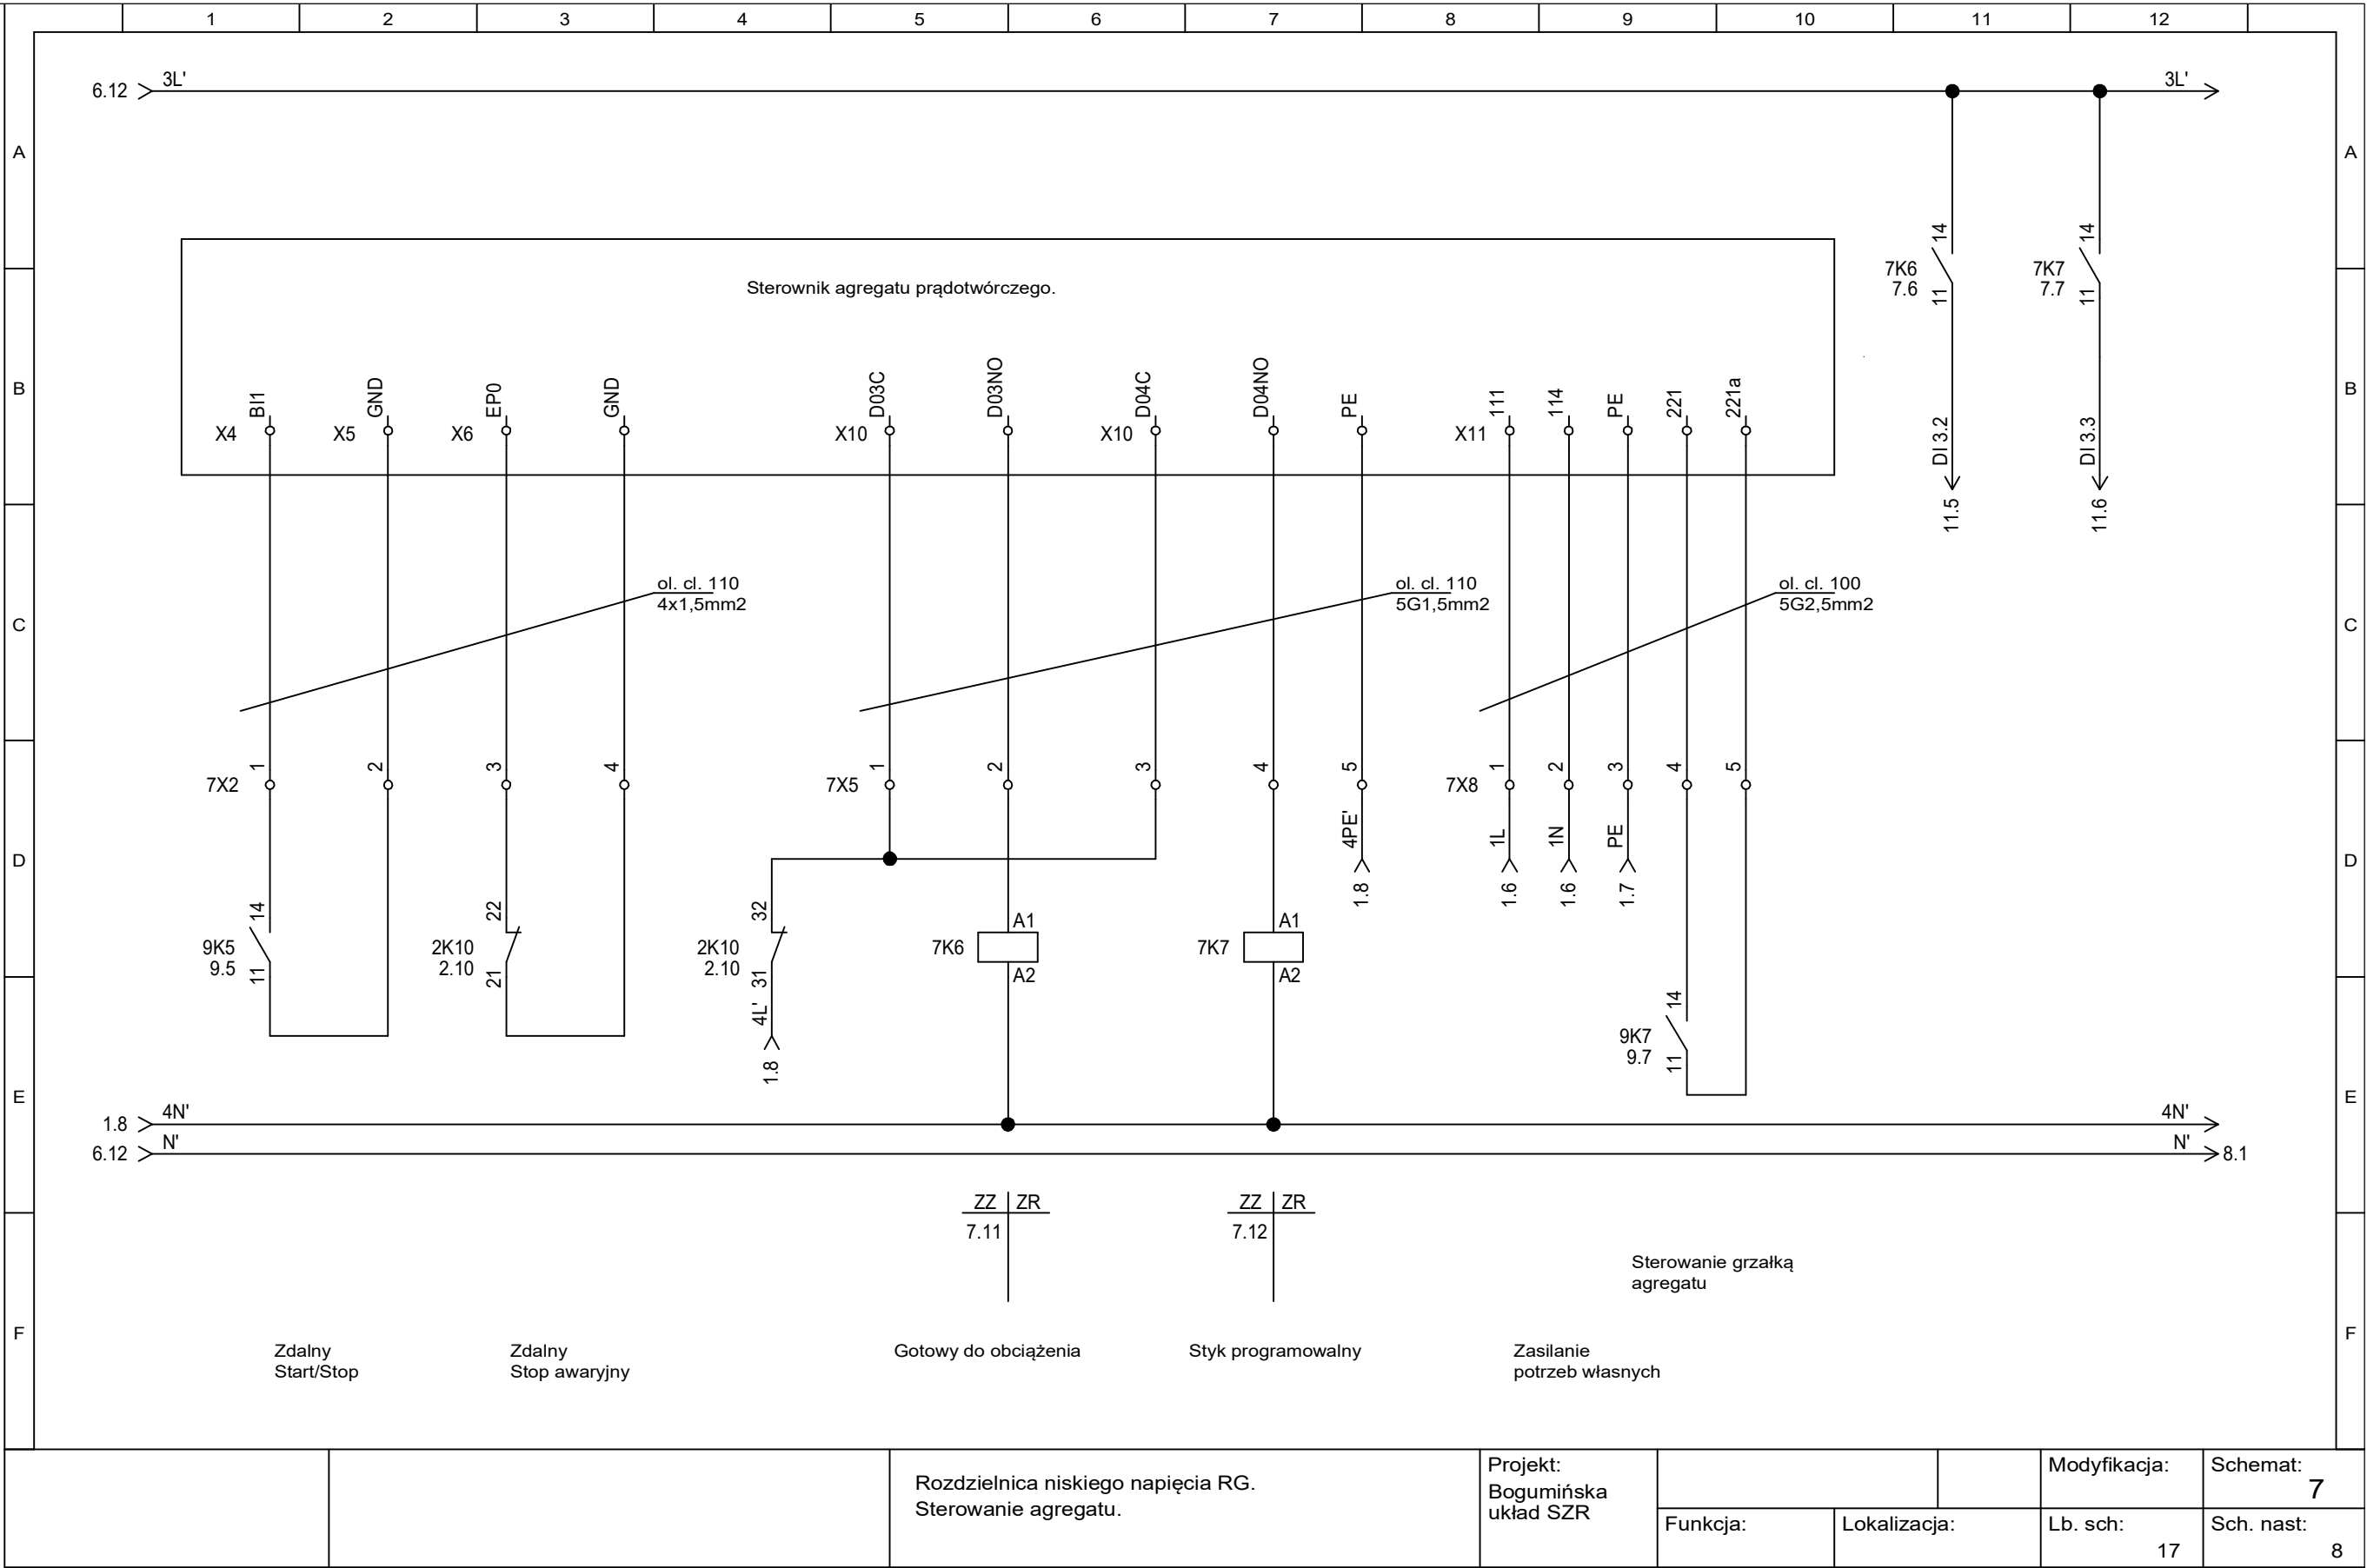 1 2 3 4 5 6 7 8 9 10 11 12
6.12 3L' 3L'
A A
14 14
7K6 7K7
7.6 7.7
11 11
Sterownik agregatu prądotwórczego.
B B
BI1 GND EP0 GND D03C D03NO D04C D04NO PE 111 114 PE 221 221a
X4 X5 X6 X10 X10 X11
DI 3.2 DI 3.3
11.5 11.6
ol. cl. 110
4x1,5mm2
ol. cl. 110
5G1,5mm2
ol. cl. 100
5G2,5mm2
C C
1 2 3 4 1 2 3 4 5 1 2 3 4 5
7X2 7X5 7X8
4PE' 1L 1N PE
D D
1.8 1.6 1.6 1.7
14 22 32 A1 A1
9K5 2K10 2K10 7K6 7K7
9.5 2.10 2.10
11 21 31 A2 A2
4L'
1.8
14
9K7
9.7
11
E E
1.8 4N' 4N'
6.12 N' N' 8.1
ZZ ZR ZZ ZR
7.11 7.12
Sterowanie grzałką
agregatu
F F
Zdalny
Start/Stop
Zdalny
Stop awaryjny
Gotowy do obciążenia
Styk programowalny
Zasilanie
potrzeb własnych
Rozdzielnica niskiego napięcia RG.
Sterowanie agregatu.
Projekt:
Bogumińska
układ SZR
Funkcja:
Lokalizacja:
Modyfikacja:
Lb. sch:
17
Schemat:
7
Sch. nast:
8